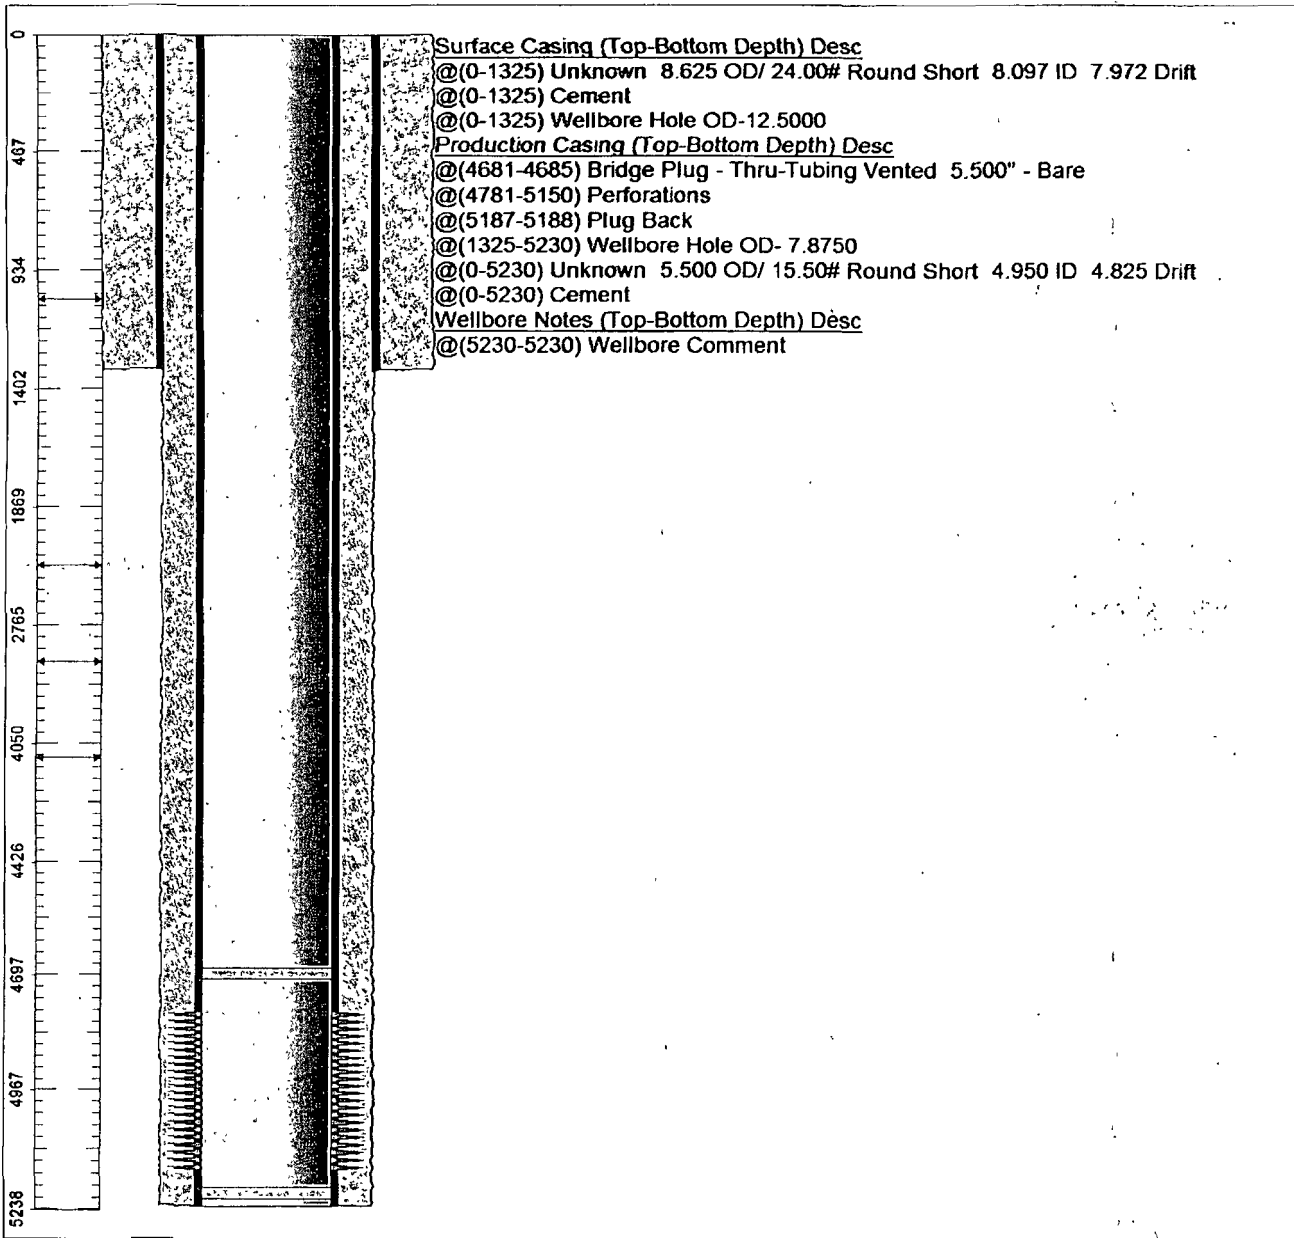 Surface Casing (Top-Bottom Depth) Desc
@(0-1325) Unknown 8.625 OD/ 24.00# Round Short 8.097 ID 7.972 Drift
@(0-1325) Cement
@(0-1325) Wellbore Hole OD-12.5000
Production Casing (Top-Bottom Depth) Desc
@(4681-4685) Bridge Plug - Thru-Tubing Vented 5.500" - Bare
@(4781-5150) Perforations
@(5187-5188) Plug Back
@(1325-5230) Wellbore Hole OD- 7.8750
@(0-5230) Unknown 5.500 OD/ 15.50# Round Short 4.950 ID 4.825 Drift
@(0-5230) Cement
Wellbore Notes (Top-Bottom Depth) Desc
@(5230-5230) Wellbore Comment
0
467
934
1402
1869
2765
4050
4426
4697
4967
5238